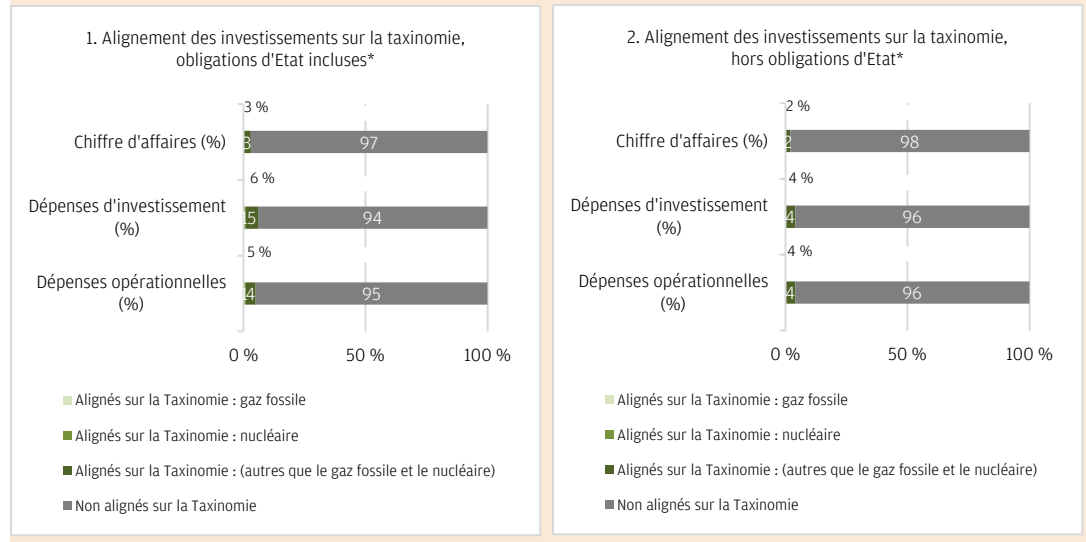 1. Alignement des investissements sur la taxinomie,
obligations d'Etat incluses*
3 %
Chiffre d'affaires (%)
3
97
6 %
Dépenses d'investissement
(%)
15
94
5 %
Dépenses opérationnelles
(%)
14
95
0 %
50 %
100 %
Alignés sur la Taxinomie : gaz fossile
Alignés sur la Taxinomie : nucléaire
Alignés sur la Taxinomie : (autres que le gaz fossile et le nucléaire)
Non alignés sur la Taxinomie
2. Alignement des investissements sur la taxinomie,
hors obligations d'Etat*
2 %
Chiffre d'affaires (%)
2
98
4 %
Dépenses d'investissement
(%)
4
96
4 %
Dépenses opérationnelles
(%)
4
96
0 %
50 %
100 %
Alignés sur la Taxinomie : gaz fossile
Alignés sur la Taxinomie : nucléaire
Alignés sur la Taxinomie : (autres que le gaz fossile et le nucléaire)
Non alignés sur la Taxinomie